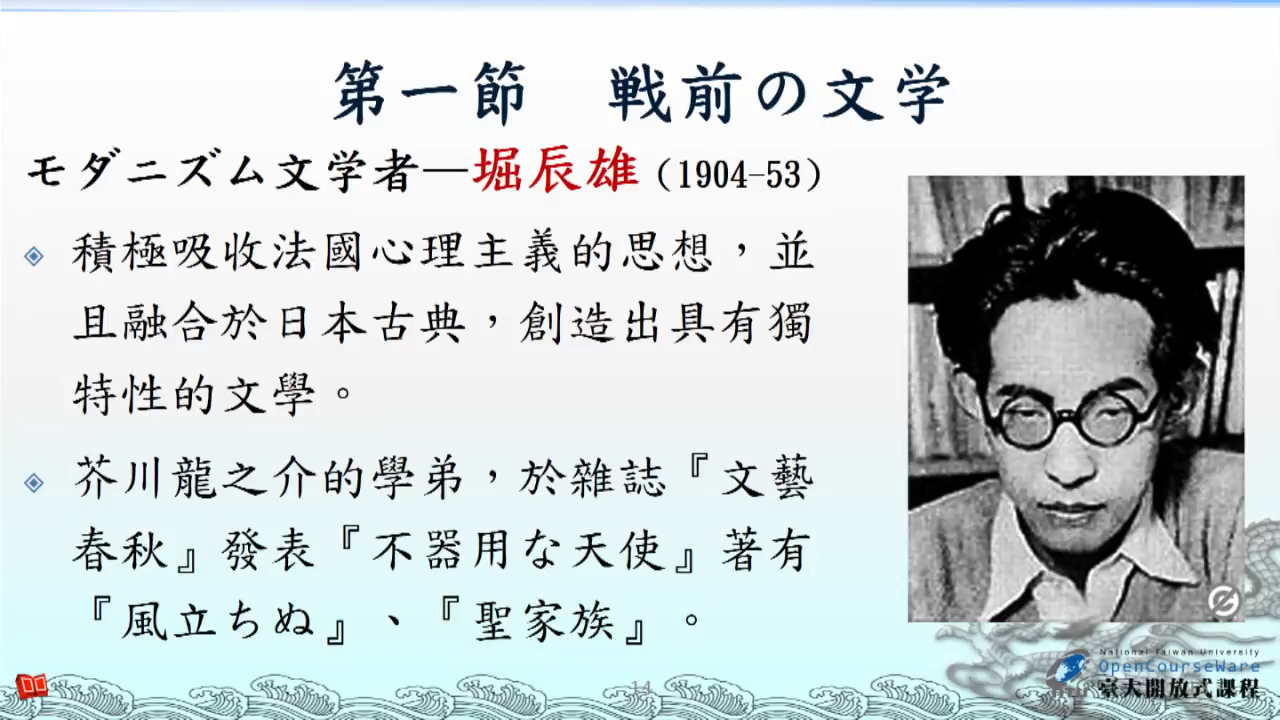 第一節　戦前の文学
モダニズム文学者—堀辰雄（1904-53）
積極吸收法國心理主義的思想，並
且融合於日本古典，創造出具有獨
特性的文學。
芥川龍之介的學弟，於雜誌『文藝
春秋』發表『不器用な天使』著有
『風立ちぬ』、『聖家族』。
14
National Taiwan University
OpenCourseWare
臺大開放式課程